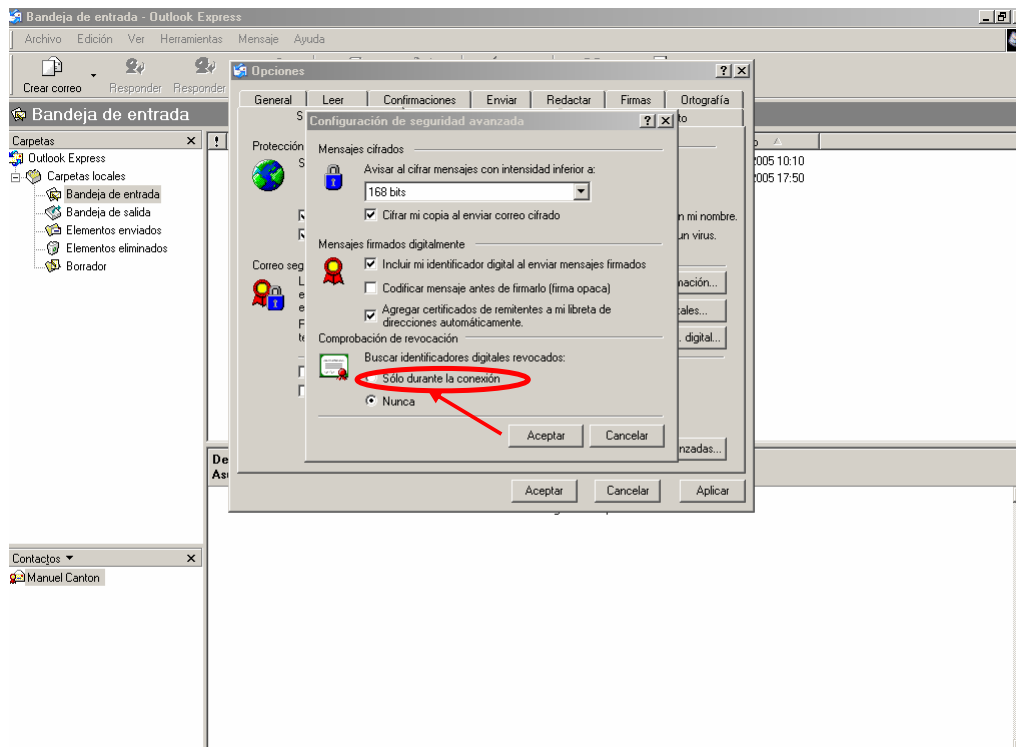 Bandeja de entrada - Outlook Express
Archivo Edición Ver Herramientas Mensaje Ayuda
Crear correo Responder Responder
Bandeja de entrada
Carpetas
Outlook Express
Carpetas locales
Bandeja de entrada
Bandeja de salida
Elementos enviados
Elementos eliminados
Borrador
Contactos
Manuel Canton
!
2005 10:10
2005 17:50
De
Opciones
General Leer Confirmaciones Enviar Redactar Firmas Ortografía
S
to
Protección
S
n mi nombre.
un virus.
Correo seg
L
e
e
F
te
mación...
tales...
. digital...
nzadas...
Aceptar Cancelar Aplicar
Configuración de seguridad avanzada
Mensajes cifrados
Avisar al cifrar mensajes con intensidad inferior a:
168 bits
Cifrar mi copia al enviar correo cifrado
Mensajes firmados digitalmente
Incluir mi identificador digital al enviar mensajes firmados
Codificar mensaje antes de firmarlo (firma opaca)
Agregar certificados de remitentes a mi libreta de
direcciones automáticamente.
Comprobación de revocación
Buscar identificadores digitales revocados:
Sólo durante la conexión
Nunca
Aceptar Cancelar